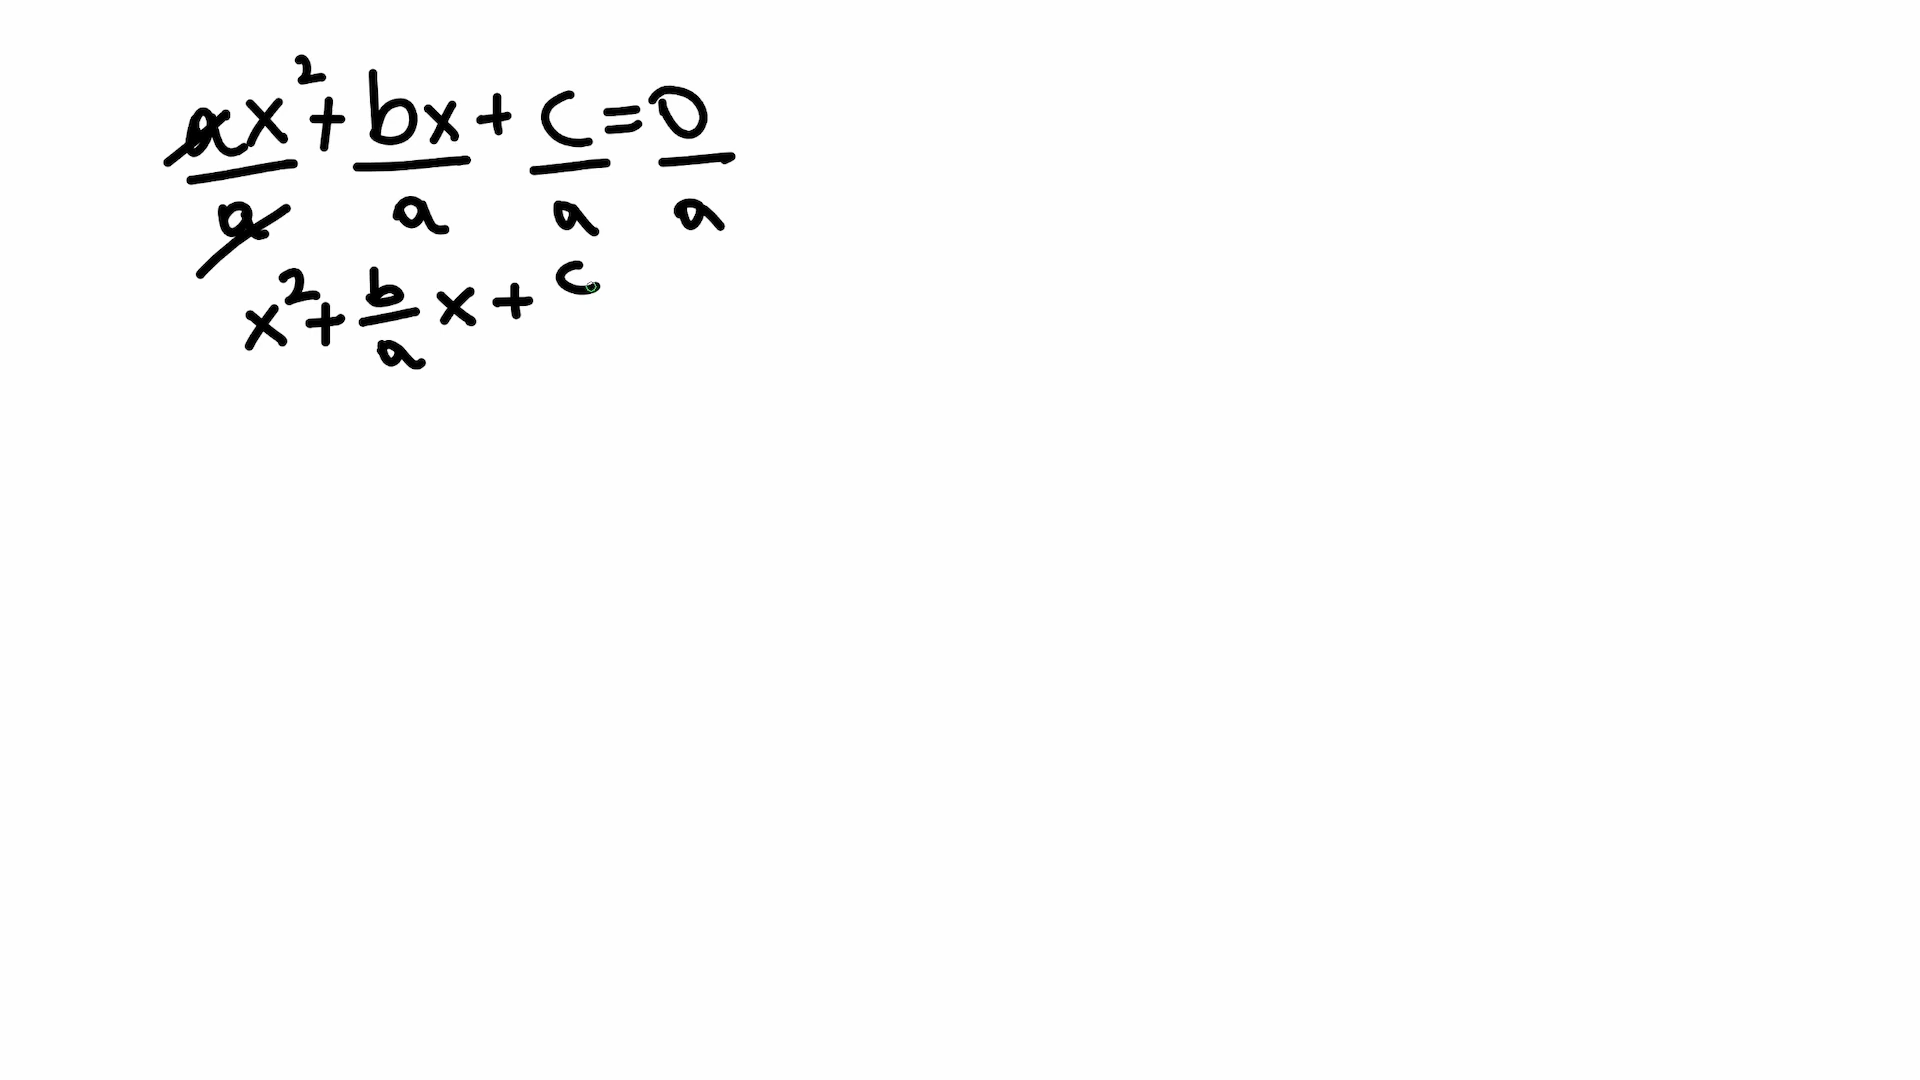 ax² + bx + c = 0
a a a a
x² + b/a x + c